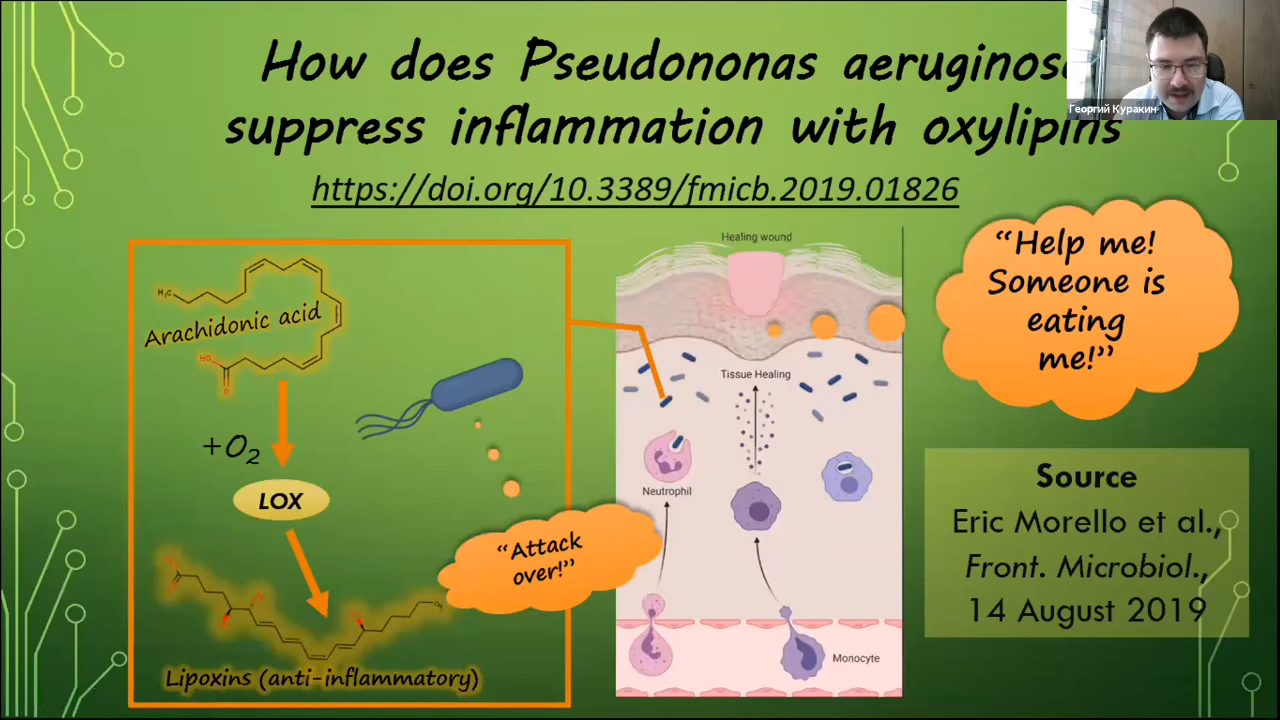 How does Pseudononas aeruginosa
suppress inflammation with oxylipins
Георгий Куракин
https://doi.org/10.3389/fmicb.2019.01826
H₃C
Arachidonic acid
HO
O
+O₂
LOX
"Attack
over!"
Lipoxins (anti-inflammatory)
Healing wound
Tissue Healing
Neutrophil
Monocyte
"Help me!
Someone is
eating
me!"
Source
Eric Morello et al.,
Front. Microbiol.,
14 August 2019